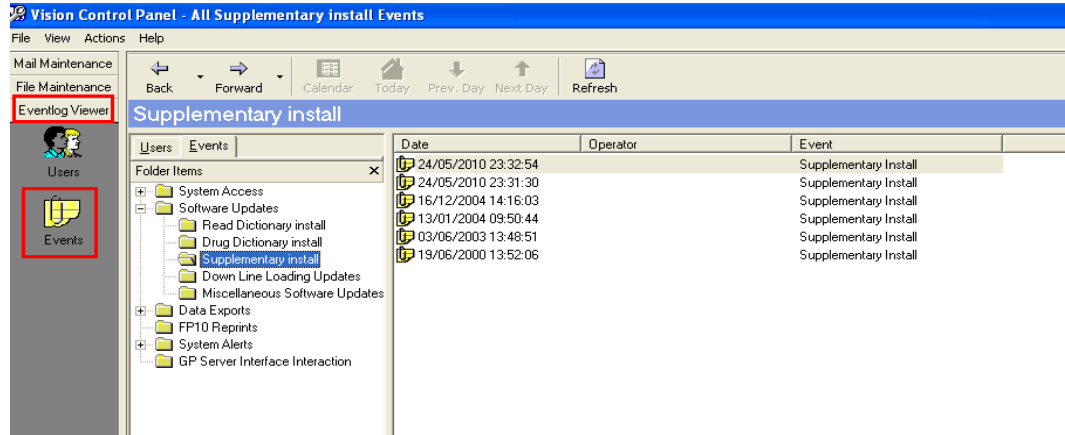 Vision Control Panel - All Supplementary install Events
File View Actions Help
Mail Maintenance
File Maintenance
Eventlog Viewer
Users
Events
Back Forward Calendar Today Prev. Day Next Day Refresh
Supplementary install
Users Events
Folder Items
System Access
Software Updates
Read Dictionary install
Drug Dictionary install
Supplementary install
Down Line Loading Updates
Miscellaneous Software Updates
Data Exports
FP10 Reprints
System Alerts
GP Server Interface Interaction
Date Operator Event
24/05/2010 23:32:54 Supplementary Install
24/05/2010 23:31:30 Supplementary Install
16/12/2004 14:16:03 Supplementary Install
13/01/2004 09:50:44 Supplementary Install
03/06/2003 13:48:51 Supplementary Install
19/06/2000 13:52:06 Supplementary Install